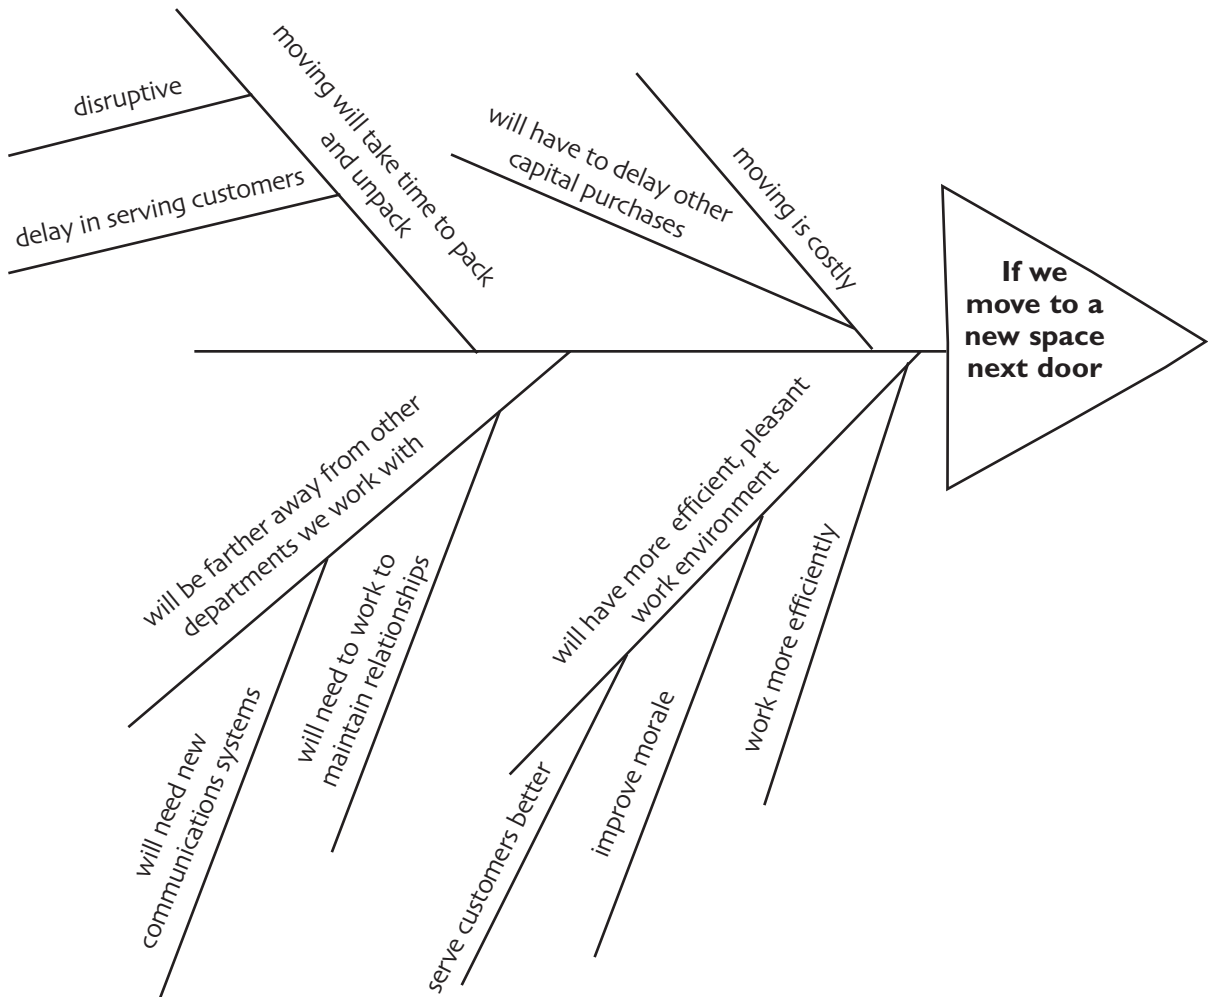 disruptive
delay in serving customers
moving will take time to pack
and unpack
will have to delay other
capital purchases
moving is costly
If we
move to a
new space
next door
will be farther away from other
departments we work with
will need new
communications systems
will need to work to
maintain relationships
will have more efficient, pleasant
work environment
serve customers better
improve morale
work more efficiently